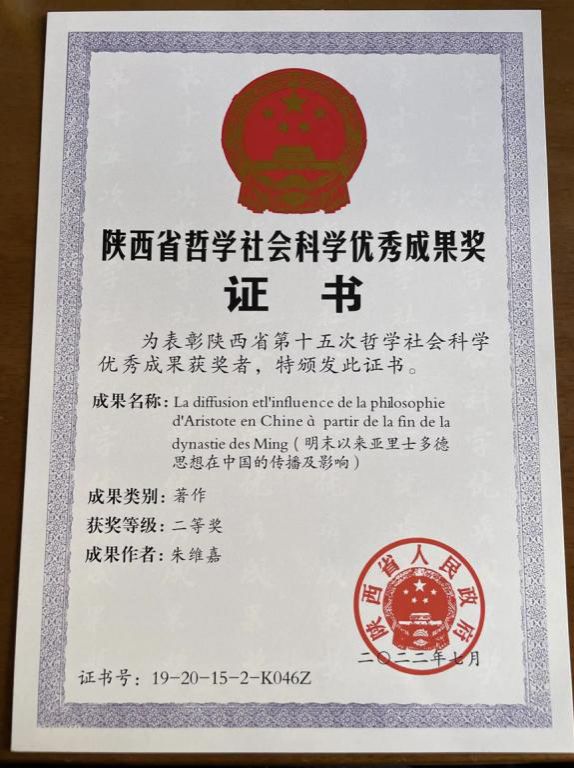 陕西省哲学社会科学优秀成果奖
证 书
为表彰陕西省第十五次哲学社会科学
优秀成果获奖者，特颁发此证书。
成果名称: La diffusion etl'influence de la philosophie
d'Aristote en Chine à partir de la fin de la
dynastie des Ming（明末以来亚里士多德
思想在中国的传播及影响）
成果类别: 著作
获奖等级: 二等奖
成果作者: 朱维嘉
陕西省人民政府
二〇二二年七月
证书号: 19-20-15-2-K046Z